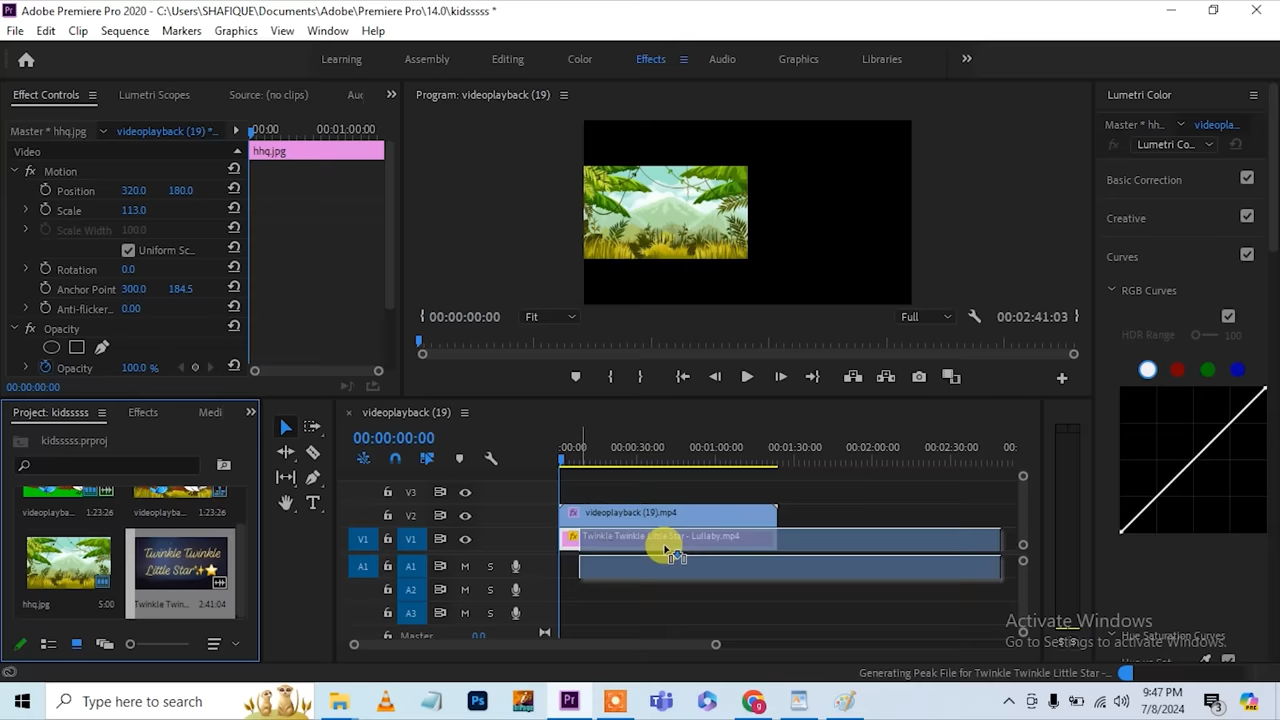 Adobe Premiere Pro 2020 - C:\Users\SHAFIQUE\Documents\Adobe\Premiere Pro\14.0\kidsssss *
File Edit Clip Sequence Markers Graphics View Window Help
Learning Assembly Editing Color Effects Audio Graphics Libraries
Effect Controls Lumetri Scopes Source: (no clips)
Program: videoplayback (19)
Lumetri Color
Master * hhq.jpg videoplayback (19) *...
:00:00 00:01:00:00
Master * hh... videopla...
Lumetri Co...
Video
hhq.jpg
Motion
Position 320.0 180.0
Scale 113.0
Scale Width 100.0
Uniform Sc...
Rotation 0.0
Anchor Point 300.0 184.5
Anti-flicker... 0.00
Opacity
Opacity 100.0 %
00:00:00:00
Basic Correction
Creative
Curves
RGB Curves
HDR Range 100
00:00:00:00 Fit Full 00:02:41:03
Project: kidsssss Effects Medi
kidsssss.prproj
videoplayba... 1:23:26 videoplayba... 1:23:26
Twinkle Twinkle
Little Star
hhq.jpg 5.00 Twinkle Twin... 2:41:04
videoplayback (19)
00:00:00:00
:00:00 00:00:30:00 00:01:00:00 00:01:30:00 00:02:00:00 00:02:30:00 00:
V3
V2 videoplayback (19).mp4
V1 V1 Twinkle Twinkle Little Star - Lullaby.mp4
A1 A1 M S
A2 M S
A3 M S
Master 0.0
S S
Hue Saturation Curves
Activate Windows
Go to Settings to activate Windows.
Generating Peak File for Twinkle Twinkle Little Star -...
Type here to search
9:47 PM
7/8/2024
3